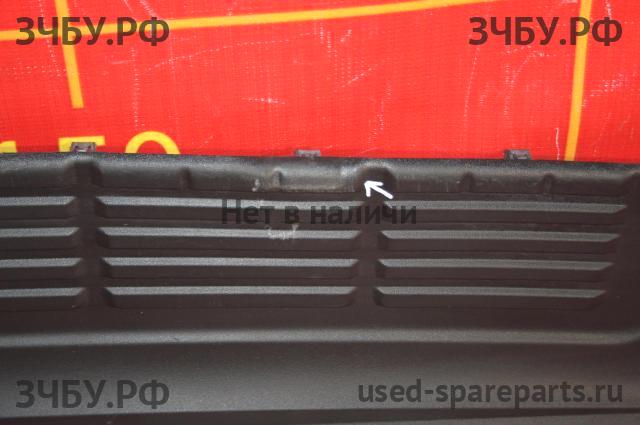 ЗЧБУ.РФ ЗЧБУ.РФ
Нет в наличи
ЗЧБУ.РФ used-spareparts.ru